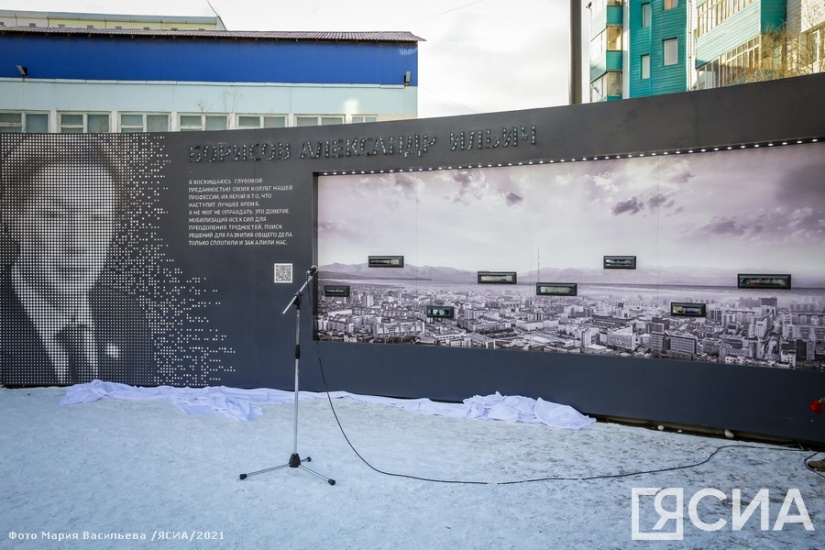 БОРИСОВ АЛЕКСАНДР ИЛЬИЧ
Я ВОСХИЩАЮСЬ ГЛУБОКОЙ
ПРЕДАННОСТЬЮ СВОИХ КОЛЛЕГ НАШЕЙ
ПРОФЕССИИ, ИХ ВЕРОЙ В ТО, ЧТО
НАСТУПИТ ЛУЧШЕЕ ВРЕМЯ.
Я НЕ МОГ НЕ ОПРАВДАТЬ ЭТО ДОВЕРИЕ.
МОБИЛИЗАЦИЯ ВСЕХ СИЛ ДЛЯ
ПРЕОДОЛЕНИЯ ТРУДНОСТЕЙ, ПОИСК
РЕШЕНИЙ ДЛЯ РАЗВИТИЯ ОБЩЕГО ДЕЛА
ТОЛЬКО СПЛОТИЛИ И ЗАКАЛИЛИ НАС.
ЯСИА
Фото Мария Васильева /ЯСИА/2021